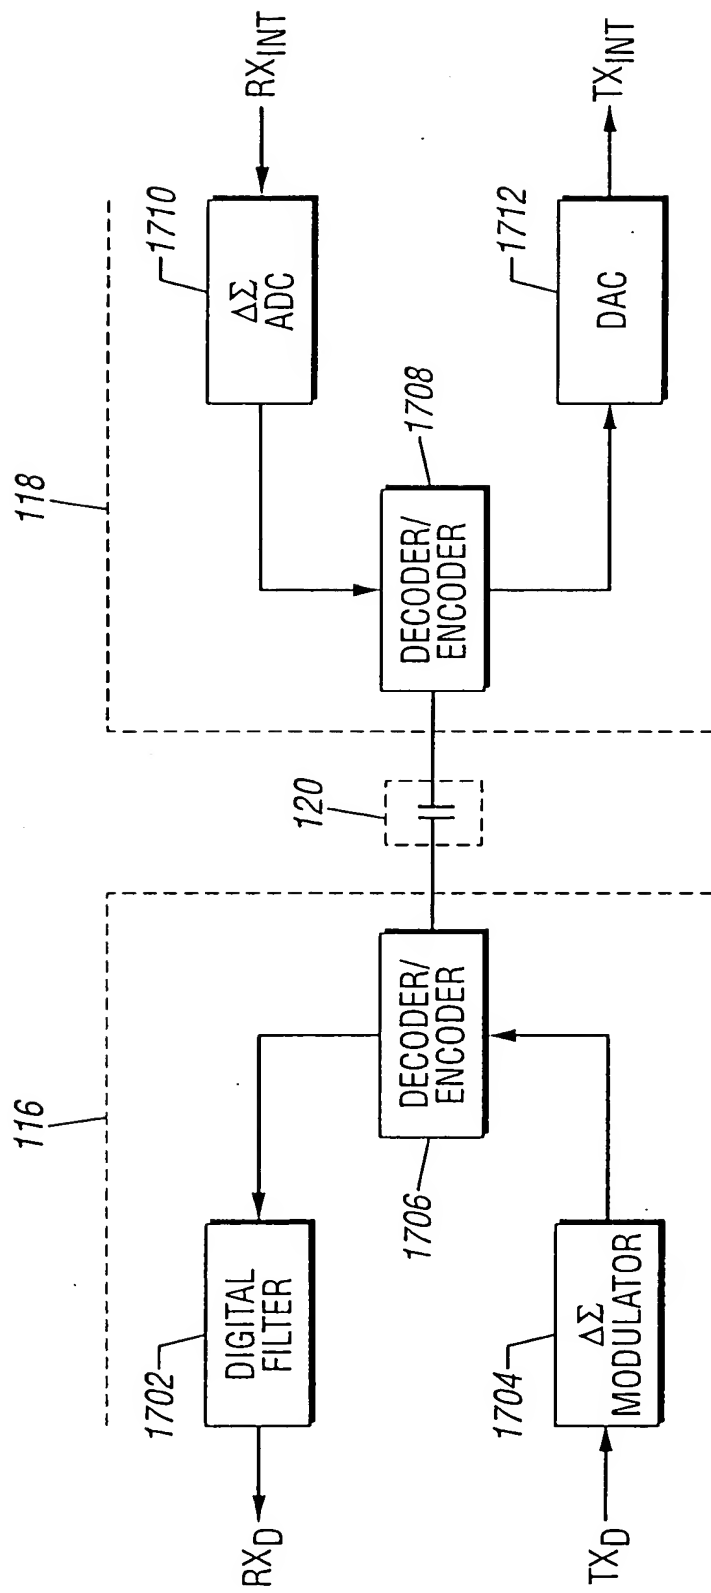 116
118
120
RX_D
1702
DIGITAL
FILTER
1706
DECODER/
ENCODER
TX_D
1704
ΔΣ
MODULATOR
1708
DECODER/
ENCODER
1710
ΔΣ
ADC
RX_INT
1712
DAC
TX_INT